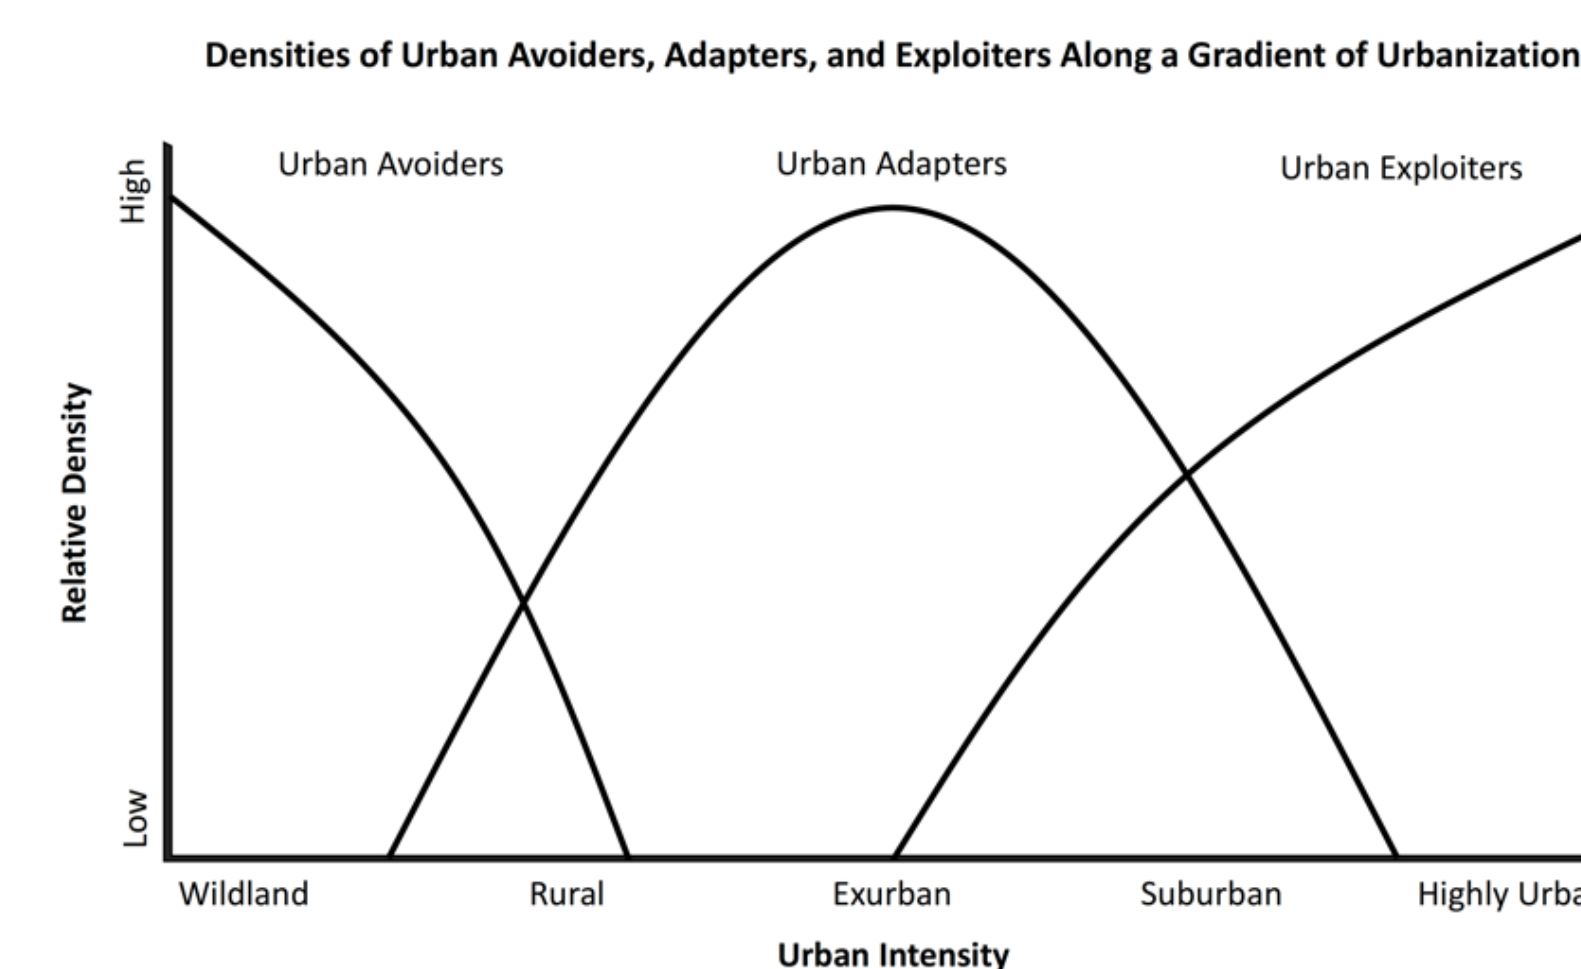 Densities of Urban Avoiders, Adapters, and Exploiters Along a Gradient of Urbanization
Urban Avoiders
Urban Adapters
Urban Exploiters
High
Relative Density
Low
Wildland
Rural
Exurban
Suburban
Highly Urba
Urban Intensity